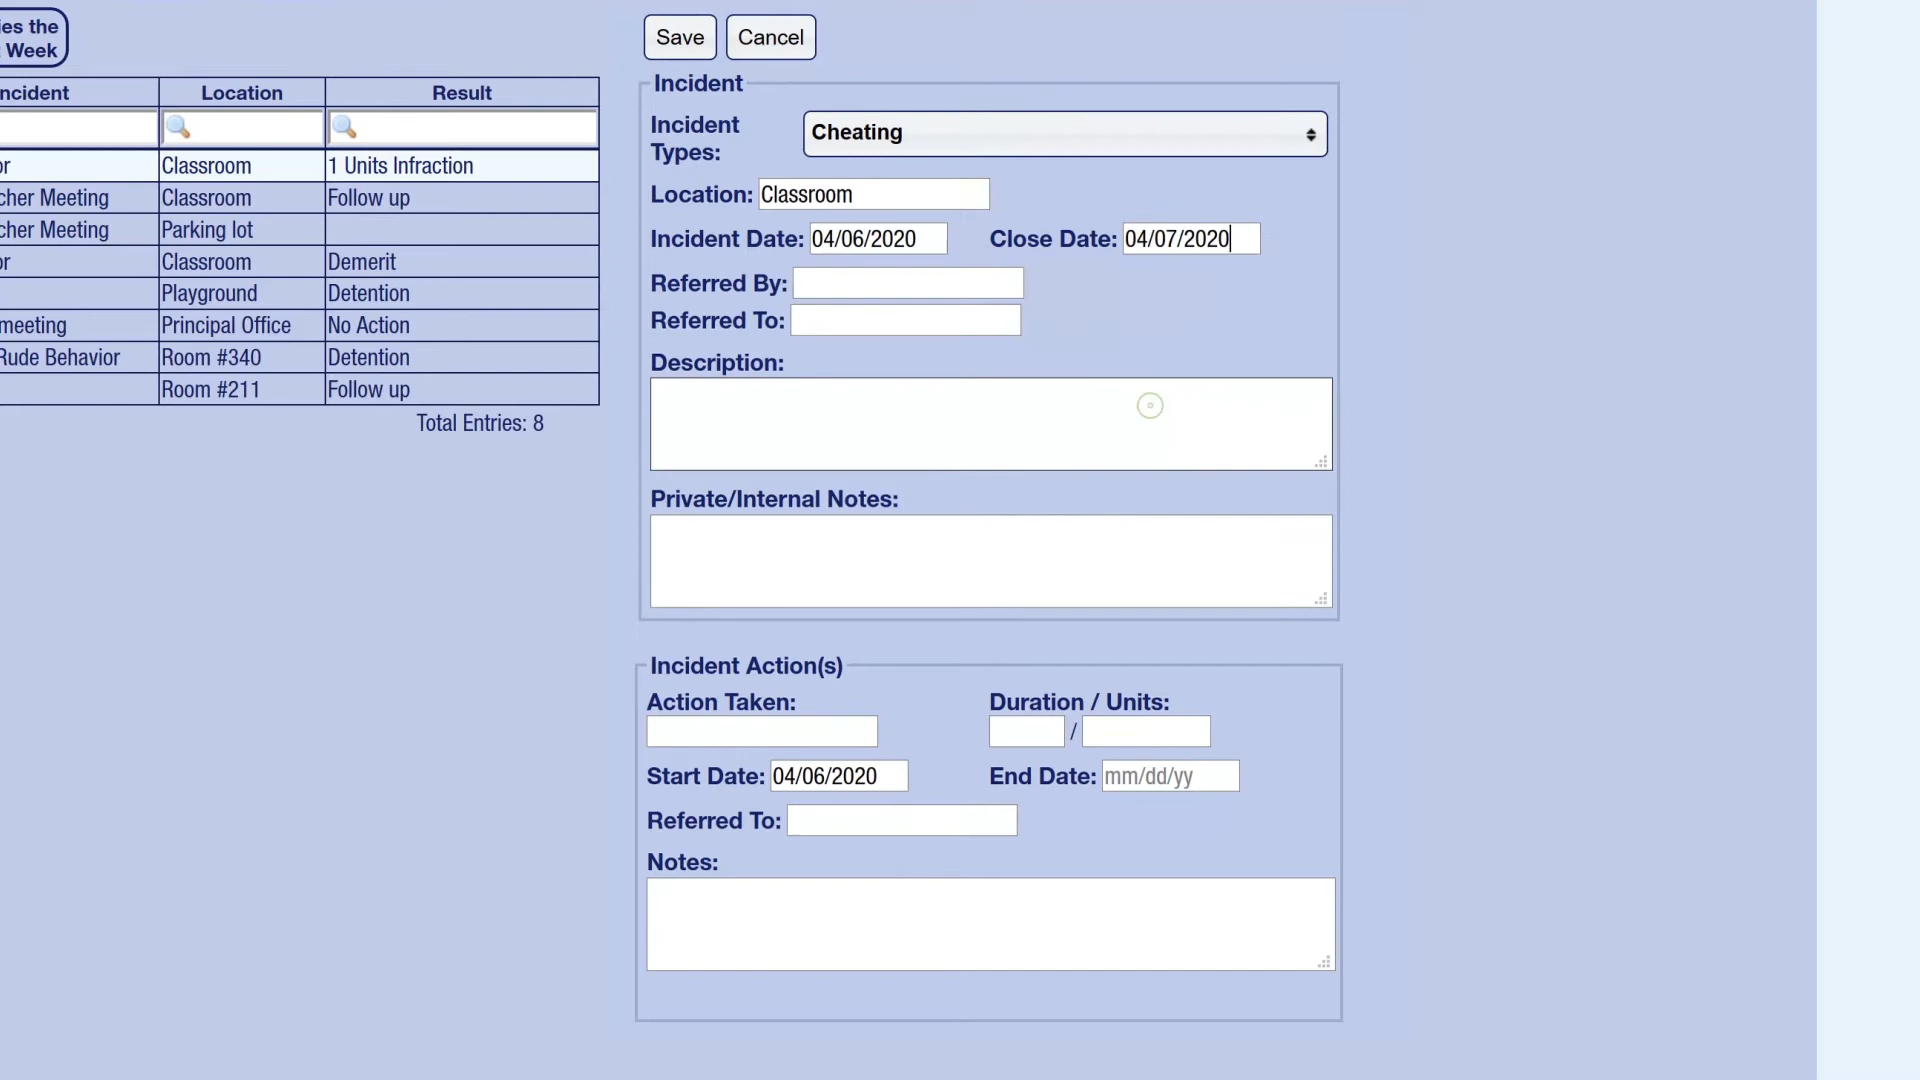 ies the
Week
Save Cancel
ncident Location Result
or Classroom 1 Units Infraction
cher Meeting Classroom Follow up
cher Meeting Parking lot
or Classroom Demerit
Playground Detention
meeting Principal Office No Action
Rude Behavior Room #340 Detention
Room #211 Follow up
Total Entries: 8
Incident
Incident
Types:
Cheating
Location: Classroom
Incident Date: 04/06/2020 Close Date: 04/07/2020
Referred By:
Referred To:
Description:
Private/Internal Notes:
Incident Action(s)
Action Taken: Duration / Units:
/
Start Date: 04/06/2020 End Date: mm/dd/yy
Referred To:
Notes: